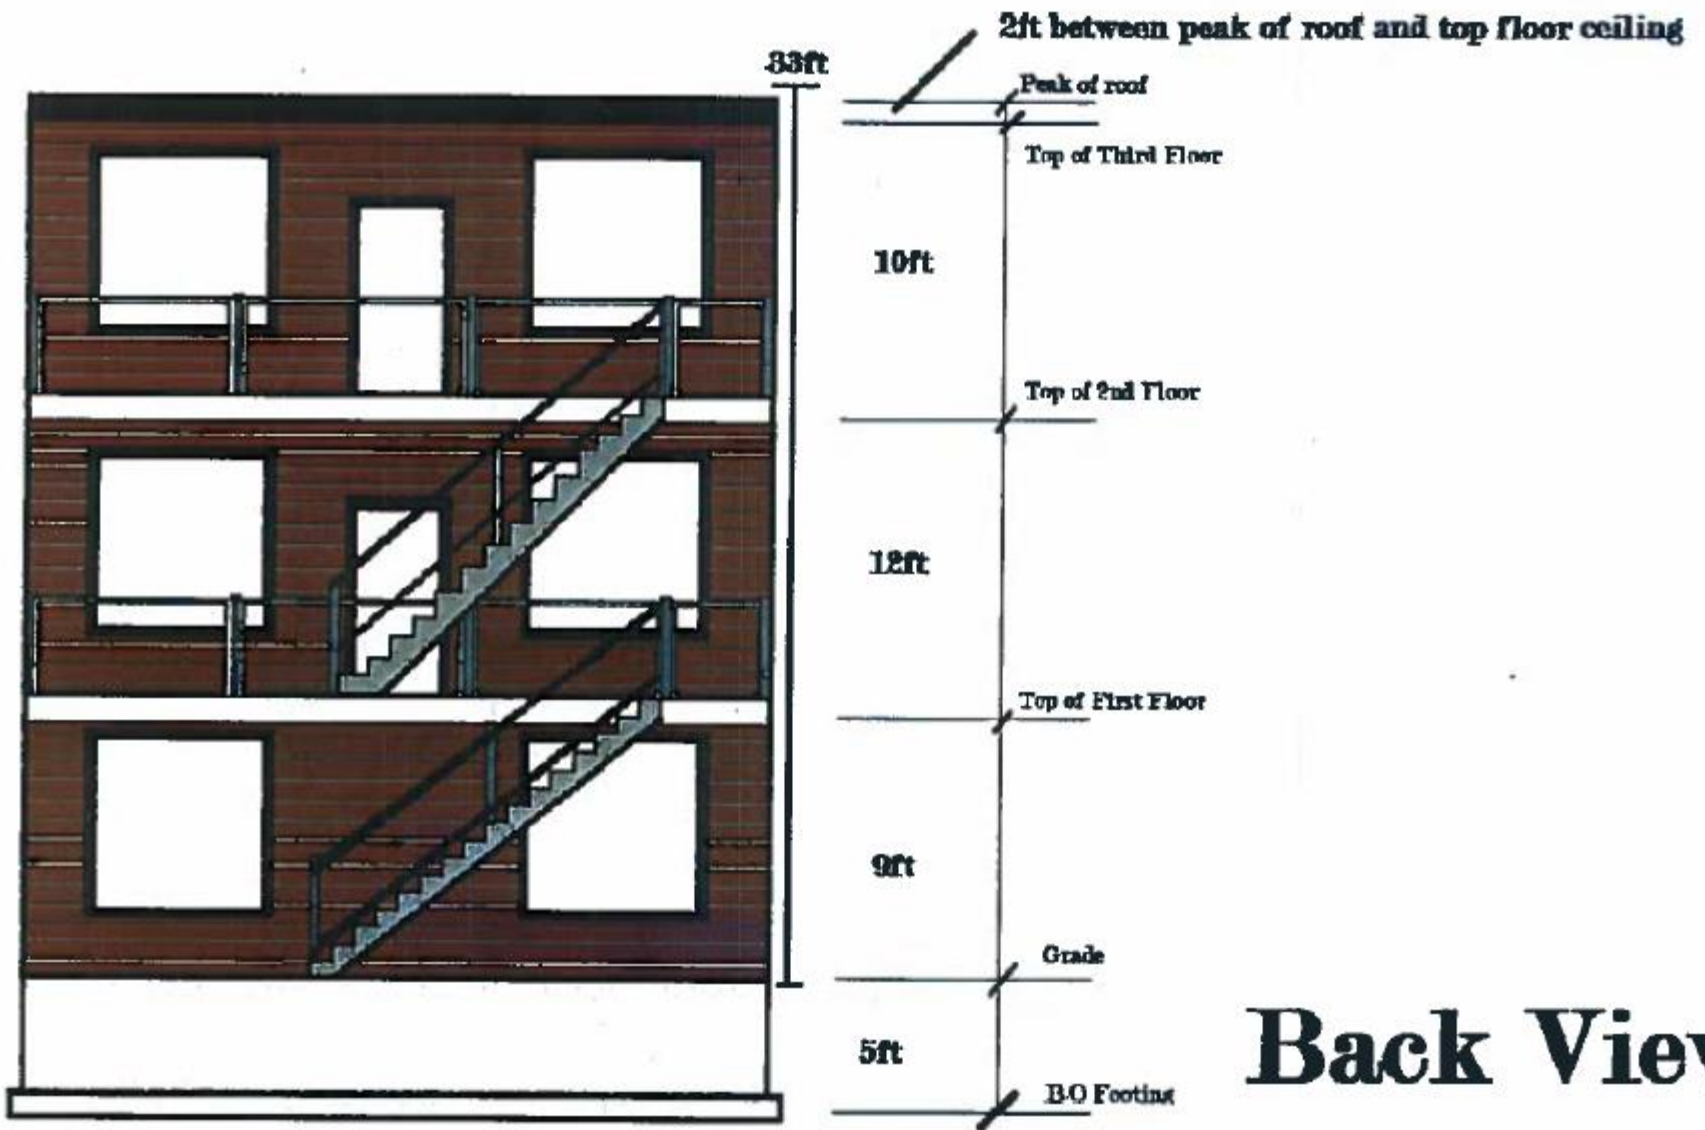 2ft between peak of roof and top floor ceiling
33ft
Peak of roof
Top of Third Floor
10ft
Top of 2nd Floor
12ft
Top of First Floor
9ft
Grade
5ft
B.O Footing
Back View